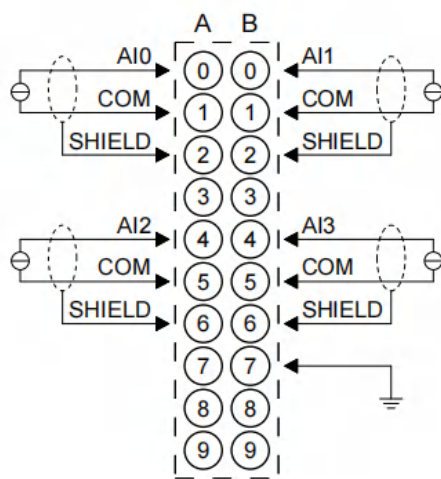 A B
AI0 0 0 AI1
COM 1 1 COM
SHIELD 2 2 SHIELD
3 3
AI2 4 4 AI3
COM 5 5 COM
SHIELD 6 6 SHIELD
7 7
8 8
9 9